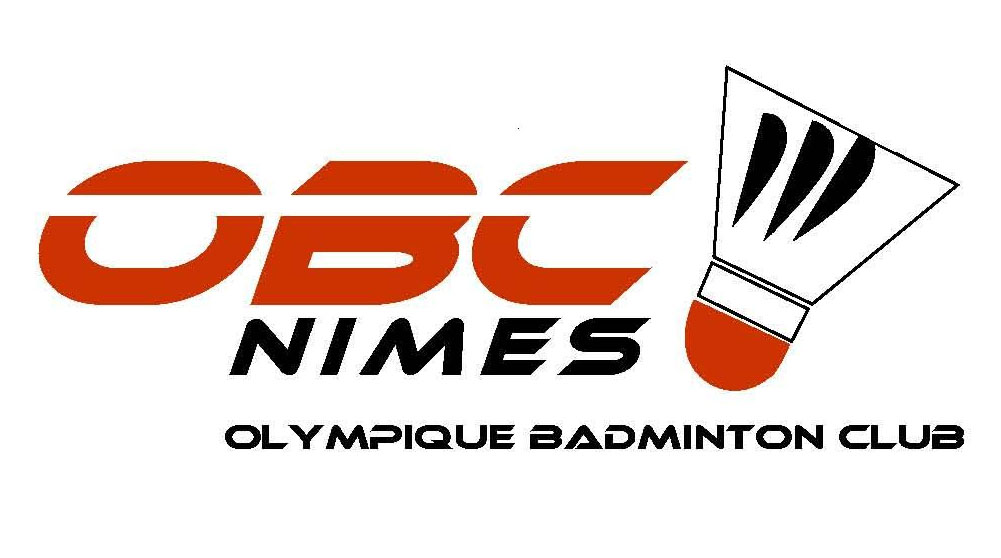 OBC
NIMES
OLYMPIQUE BADMINTON CLUB